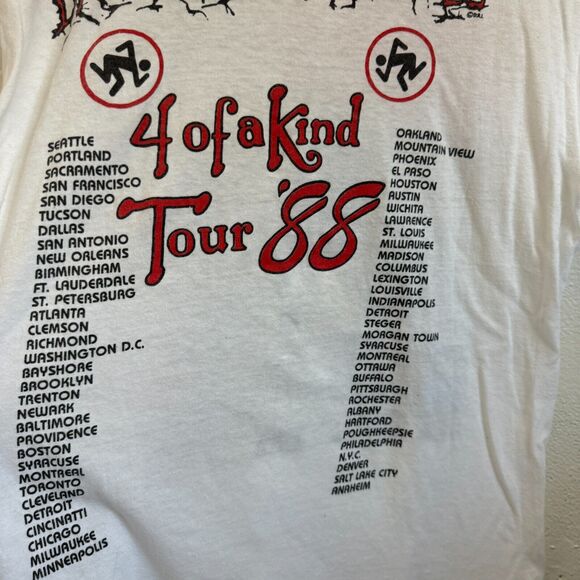 ©D.R.I.
4 of a Kind
Tour '88
SEATTLE
PORTLAND
SACRAMENTO
SAN FRANCISCO
SAN DIEGO
TUCSON
DALLAS
SAN ANTONIO
NEW ORLEANS
BIRMINGHAM
FT. LAUDERDALE
ST. PETERSBURG
ATLANTA
CLEMSON
RICHMOND
WASHINGTON D.C.
BAYSHORE
BROOKLYN
TRENTON
NEWARK
BALTIMORE
PROVIDENCE
BOSTON
SYRACUSE
MONTREAL
TORONTO
CLEVELAND
DETROIT
CINCINATTI
CHICAGO
MILWAUKEE
MINNEAPOLIS
OAKLAND
MOUNTAIN VIEW
PHOENIX
EL PASO
HOUSTON
AUSTIN
WICHITA
LAWRENCE
ST. LOUIS
MILWAUKEE
MADISON
COLUMBUS
LEXINGTON
LOUISVILLE
INDIANAPOLIS
DETROIT
STEGER
MORGAN TOWN
SYRACUSE
MONTREAL
OTTAWA
BUFFALO
PITTSBURGH
ROCHESTER
ALBANY
HARTFORD
POUGHKEEPSIE
PHILADELPHIA
N.Y.C.
DENVER
SALT LAKE CITY
ANAHEIM